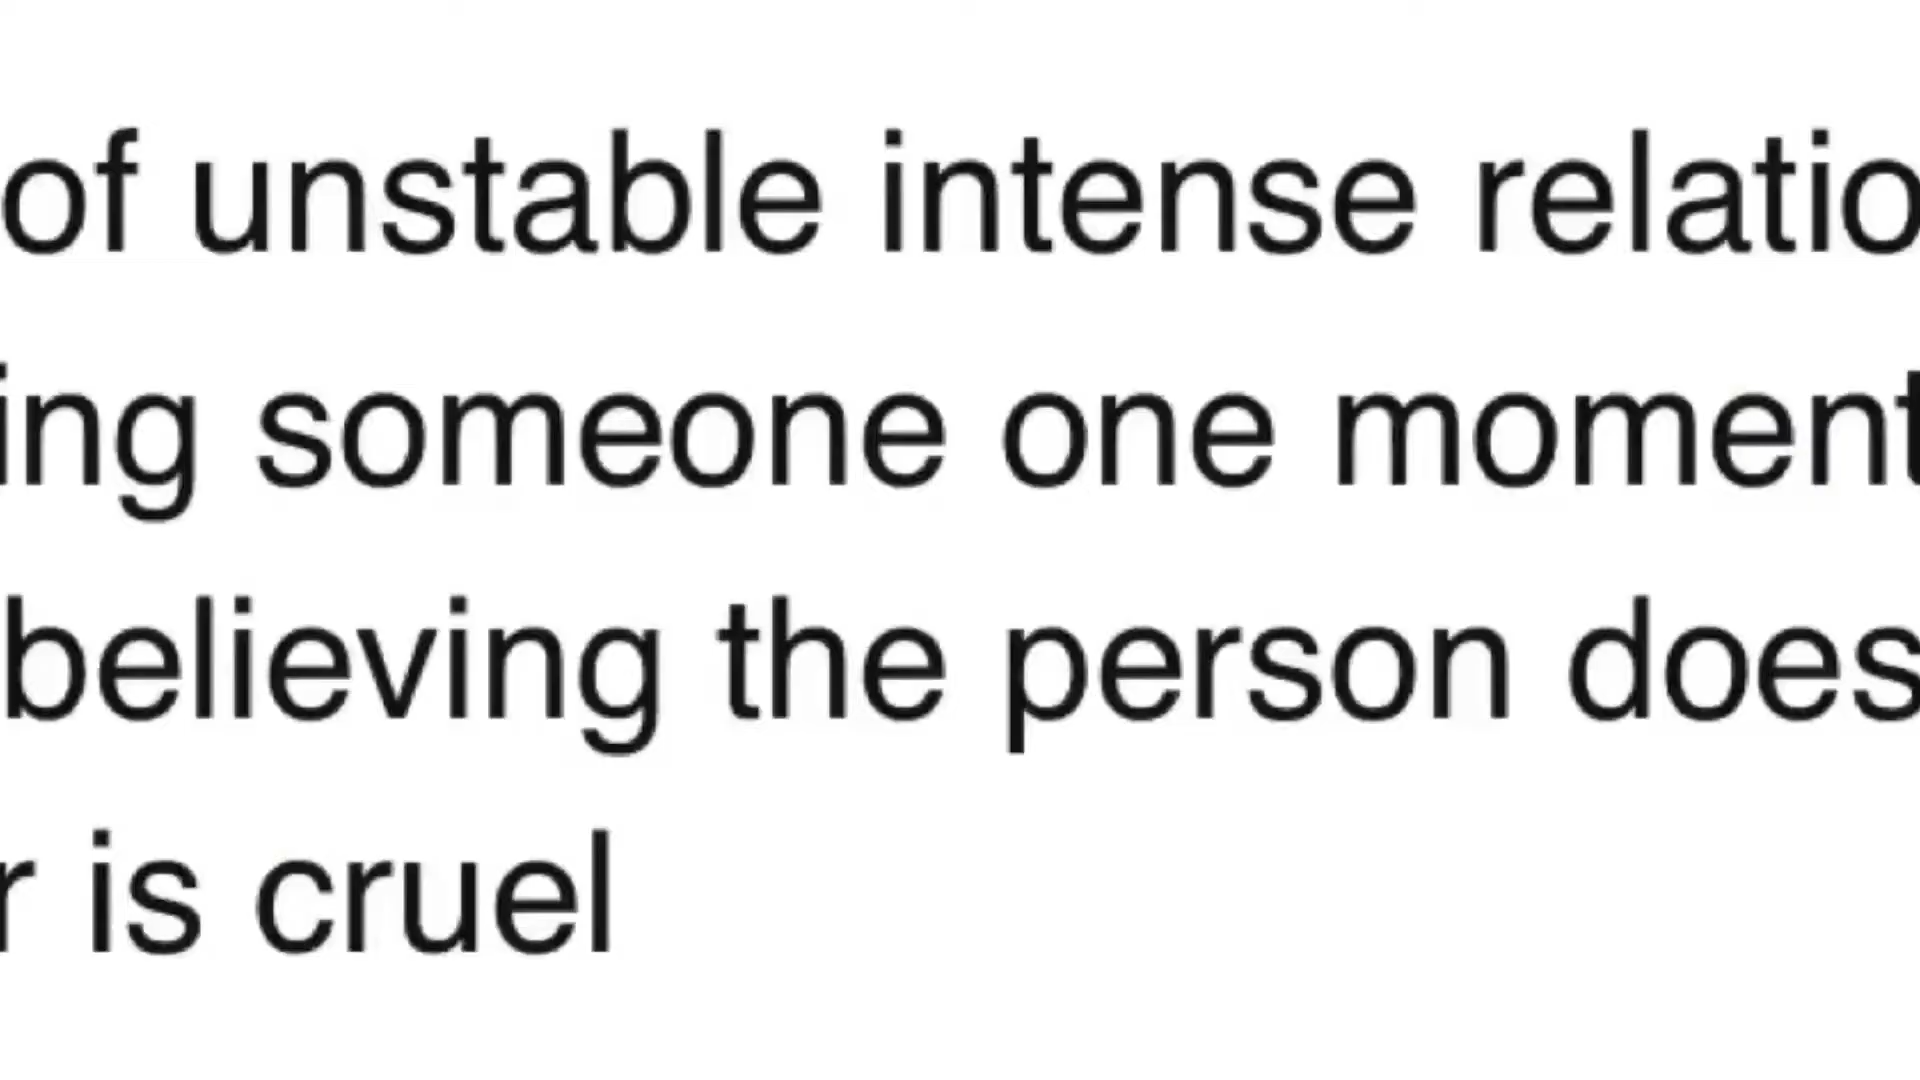 of unstable intense relatio
ing someone one moment
believing the person does
r is cruel